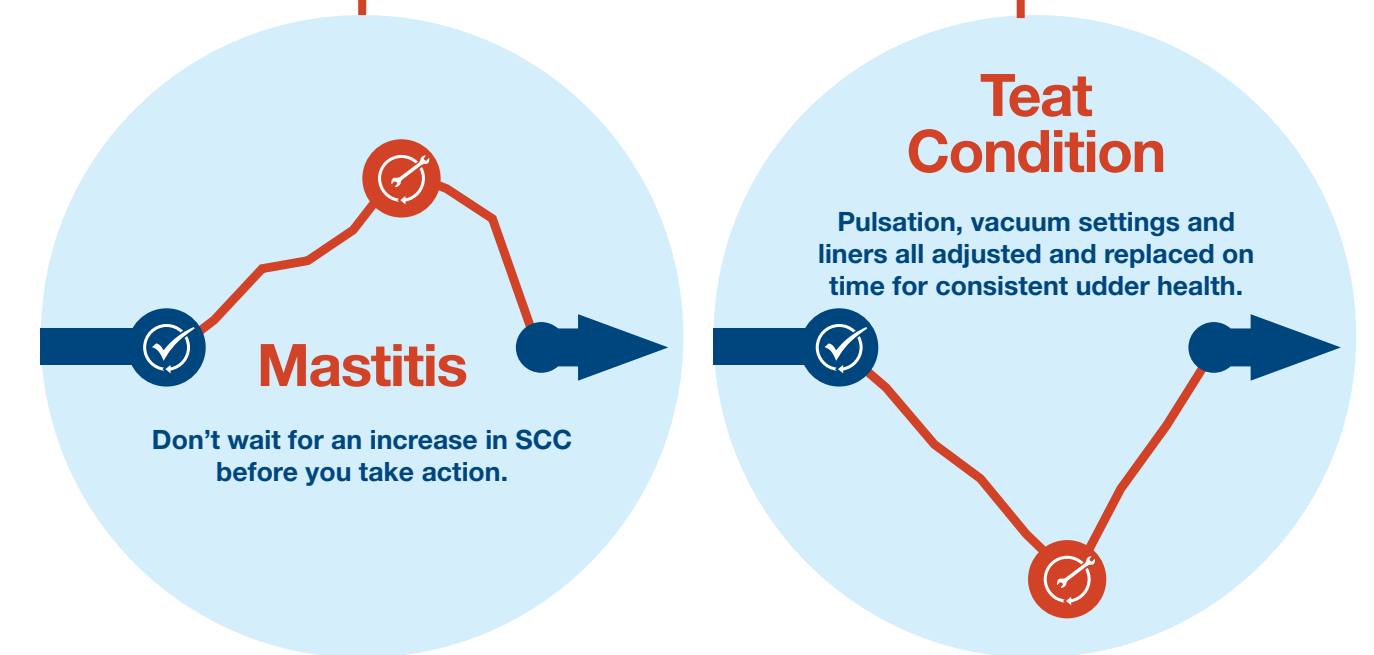 Mastitis
Don’t wait for an increase in SCC
before you take action.
Teat
Condition
Pulsation, vacuum settings and
liners all adjusted and replaced on
time for consistent udder health.